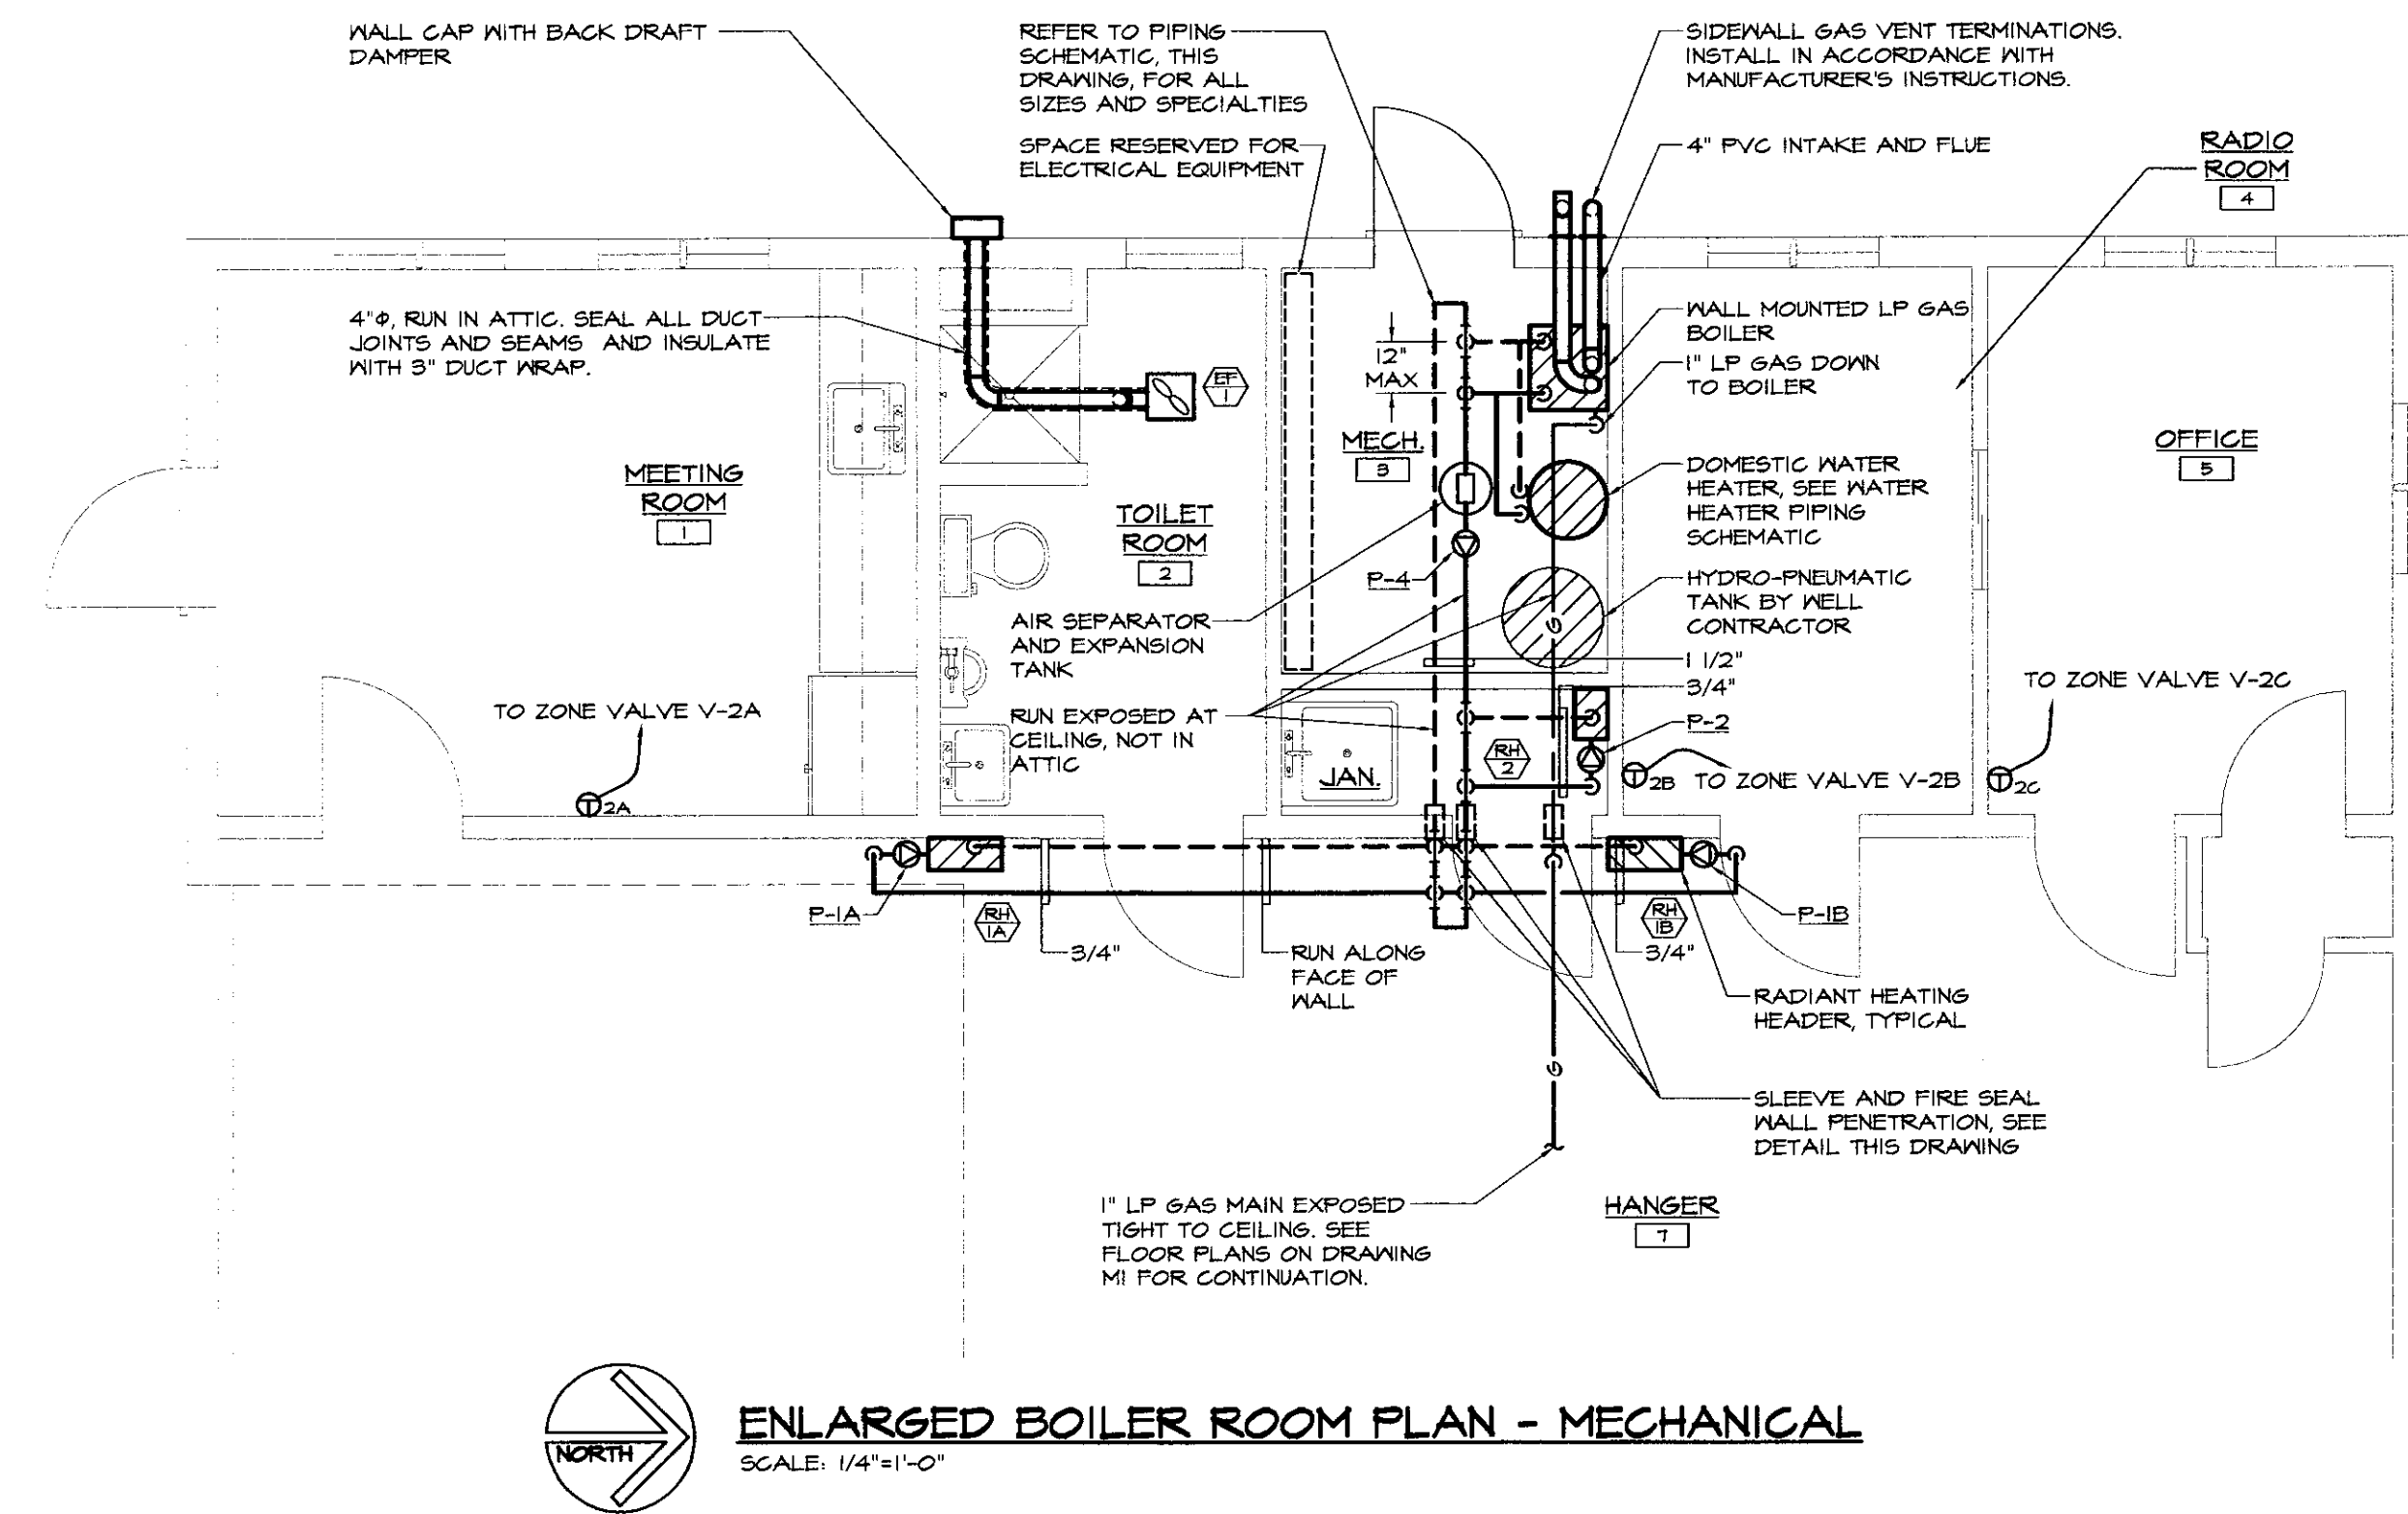 WALL CAP WITH BACK DRAFT
DAMPER
REFER TO PIPING
SCHEMATIC, THIS
DRAWING, FOR ALL
SIZES AND SPECIALTIES
SPACE RESERVED FOR
ELECTRICAL EQUIPMENT
SIDEWALL GAS VENT TERMINATIONS.
INSTALL IN ACCORDANCE WITH
MANUFACTURER'S INSTRUCTIONS.
4" PVC INTAKE AND FLUE
RADIO
ROOM
4
4"Φ, RUN IN ATTIC. SEAL ALL DUCT
JOINTS AND SEAMS AND INSULATE
WITH 3" DUCT WRAP.
EF
1
12"
MAX
WALL MOUNTED LP GAS
BOILER
1" LP GAS DOWN
TO BOILER
MECH.
3
OFFICE
5
MEETING
ROOM
1
TOILET
ROOM
2
DOMESTIC WATER
HEATER, SEE WATER
HEATER PIPING
SCHEMATIC
P-4
HYDRO-PNEUMATIC
TANK BY WELL
CONTRACTOR
AIR SEPARATOR
AND EXPANSION
TANK
G
1 1/2"
3/4"
TO ZONE VALVE V-2A
TO ZONE VALVE V-2C
RUN EXPOSED AT
CEILING, NOT IN
ATTIC
P-2
RH
2
JAN.
T 2B
TO ZONE VALVE V-2B
T 2C
T 2A
P-1A
RH
1A
RH
1B
P-1B
3/4"
RUN ALONG
FACE OF
WALL
3/4"
RADIANT HEATING
HEADER, TYPICAL
G
SLEEVE AND FIRE SEAL
WALL PENETRATION, SEE
DETAIL THIS DRAWING
1" LP GAS MAIN EXPOSED
TIGHT TO CEILING. SEE
FLOOR PLANS ON DRAWING
M1 FOR CONTINUATION.
HANGER
7
NORTH
ENLARGED BOILER ROOM PLAN - MECHANICAL
SCALE: 1/4"=1'-0"